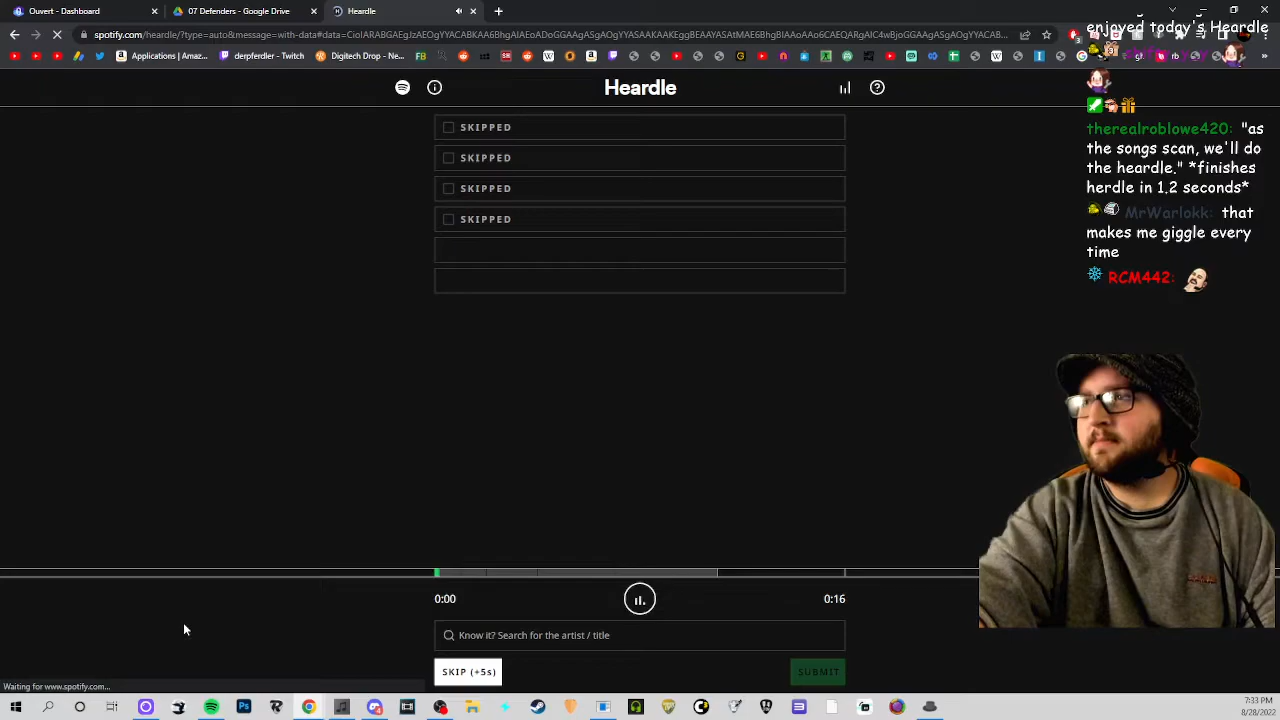 Ouvert - Dashboard
07 Defenders - Google Drive
Heardle
spotify.com/heardle/?type=auto&message=with-data#data=
enjoyed today's Heardle
Applications | Amaz...
derpferdler - Twitch
Digitech Drop -
Heardle
SKIPPED
SKIPPED
SKIPPED
SKIPPED
therealroblowe420: "as
the songs scan, we'll do
the heardle." *finishes
herdle in 1.2 seconds*
MrWarlokk: that
makes me giggle every
time
RCM442:
0:00
0:16
Know it? Search for the artist / title
SKIP (+5s)
SUBMIT
Waiting for www.spotify.com...
7:33 PM
8/28/2022